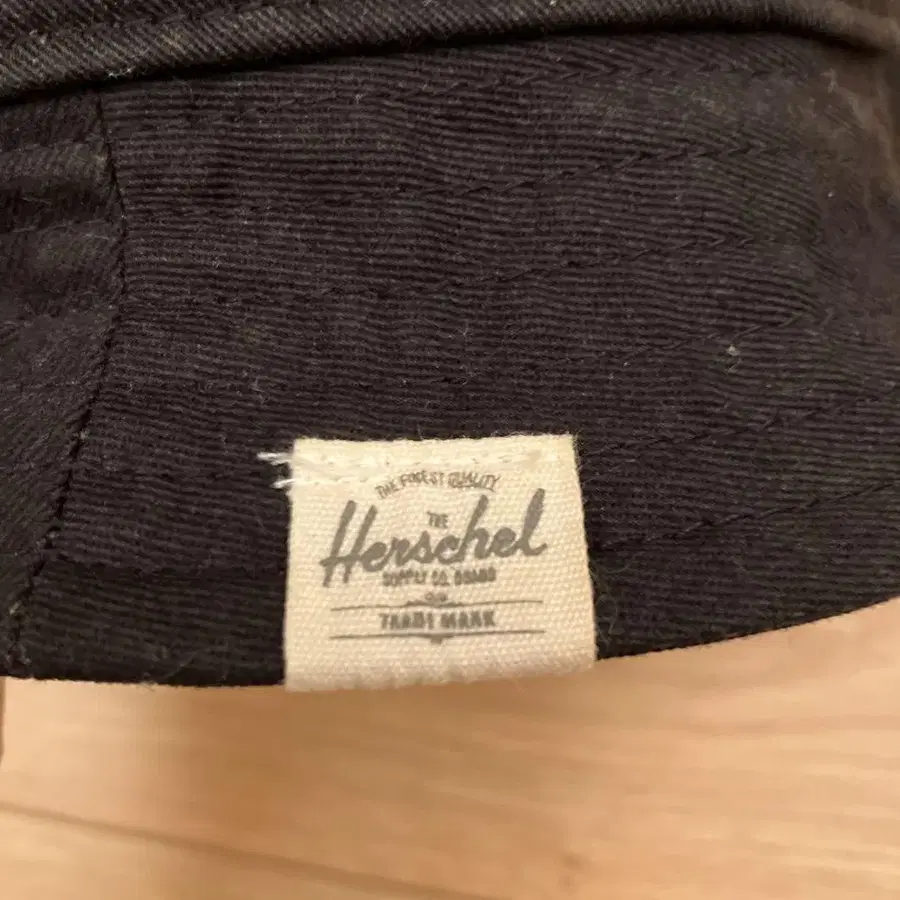 THE FINEST QUALITY
THE
Herschel
SUPPLY CO. BRAND
TRADE MARK